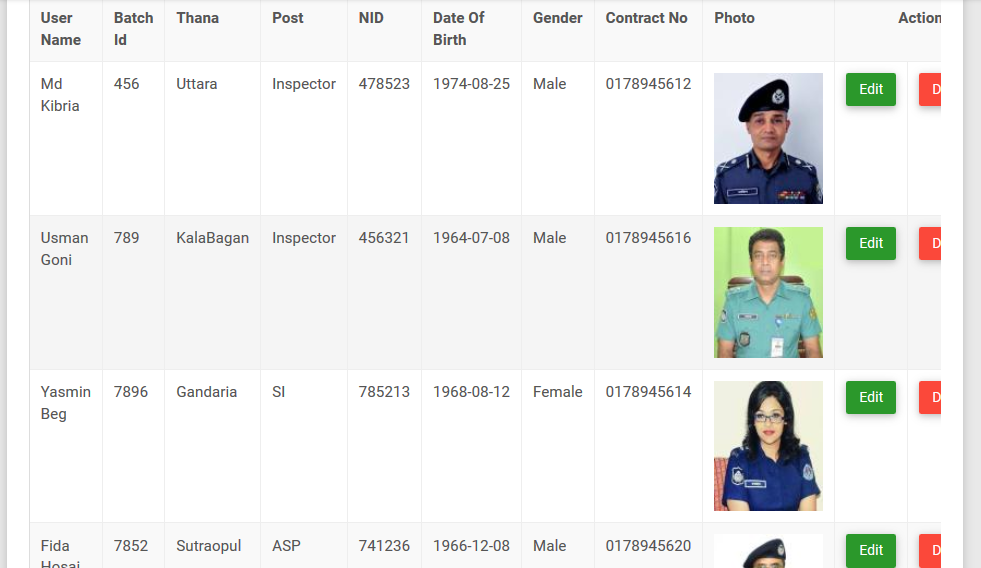 User Name Batch Id Thana Post NID Date Of Birth Gender Contract No Photo Action
Md Kibria 456 Uttara Inspector 478523 1974-08-25 Male 0178945612 Edit D
Usman Goni 789 KalaBagan Inspector 456321 1964-07-08 Male 0178945616 Edit D
Yasmin Beg 7896 Gandaria SI 785213 1968-08-12 Female 0178945614 Edit D
Fida Hosai 7852 Sutraopul ASP 741236 1966-12-08 Male 0178945620 Edit D